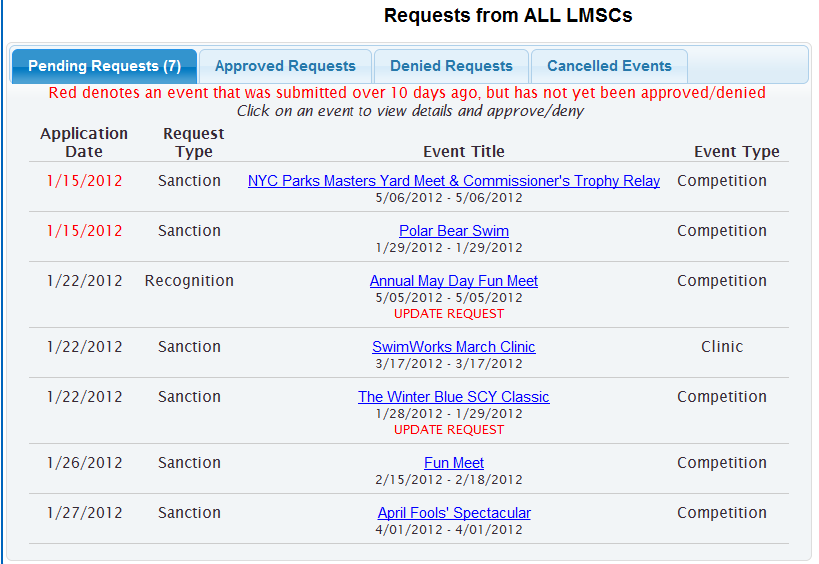 Requests from ALL LMSCs
Pending Requests (7) Approved Requests Denied Requests Cancelled Events
Red denotes an event that was submitted over 10 days ago, but has not yet been approved/denied
Click on an event to view details and approve/deny
Application Date Request Type Event Title Event Type
1/15/2012 Sanction NYC Parks Masters Yard Meet & Commissioner's Trophy Relay Competition
5/06/2012 - 5/06/2012
1/15/2012 Sanction Polar Bear Swim Competition
1/29/2012 - 1/29/2012
1/22/2012 Recognition Annual May Day Fun Meet Competition
5/05/2012 - 5/05/2012
UPDATE REQUEST
1/22/2012 Sanction SwimWorks March Clinic Clinic
3/17/2012 - 3/17/2012
1/22/2012 Sanction The Winter Blue SCY Classic Competition
1/28/2012 - 1/29/2012
UPDATE REQUEST
1/26/2012 Sanction Fun Meet Competition
2/15/2012 - 2/18/2012
1/27/2012 Sanction April Fools' Spectacular Competition
4/01/2012 - 4/01/2012